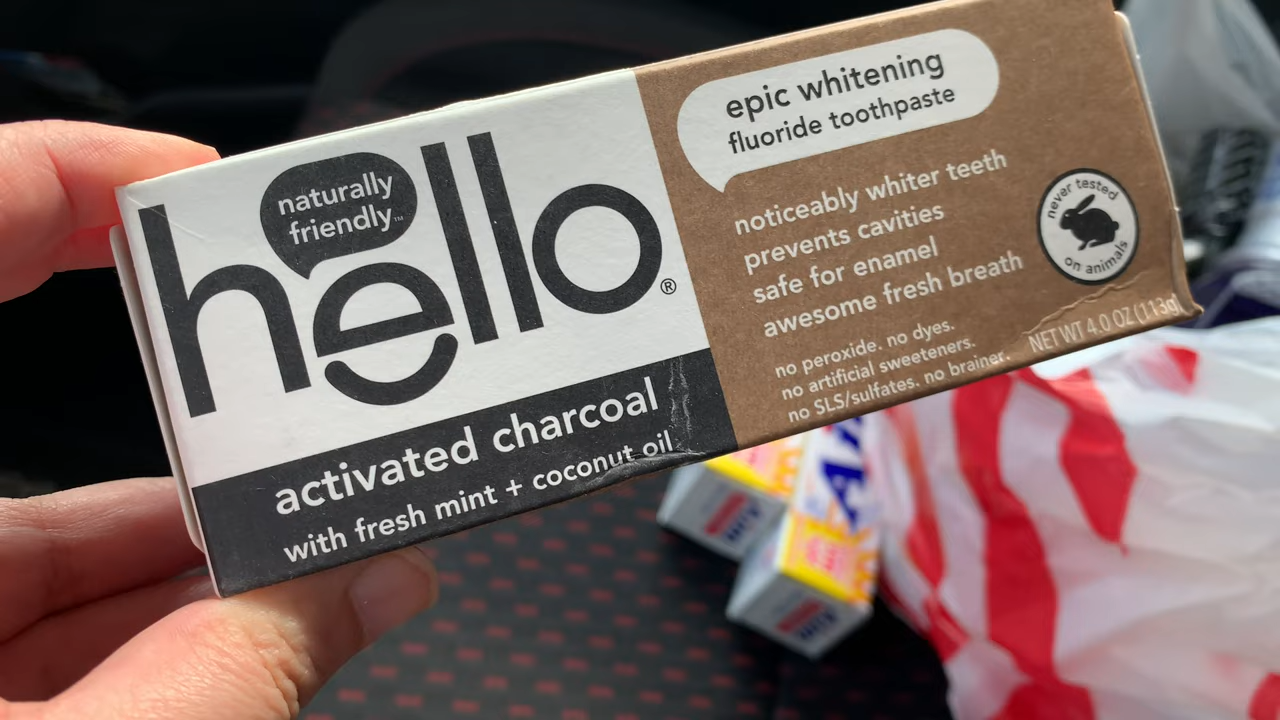 naturally
friendly™
hello®
activated charcoal
with fresh mint + coconut oil
epic whitening
fluoride toothpaste
noticeably whiter teeth
prevents cavities
safe for enamel
awesome fresh breath
no peroxide. no dyes.
no artificial sweeteners.
no SLS/sulfates. no brainer.
never tested
on animals
NET WT 4.0 OZ (113g)